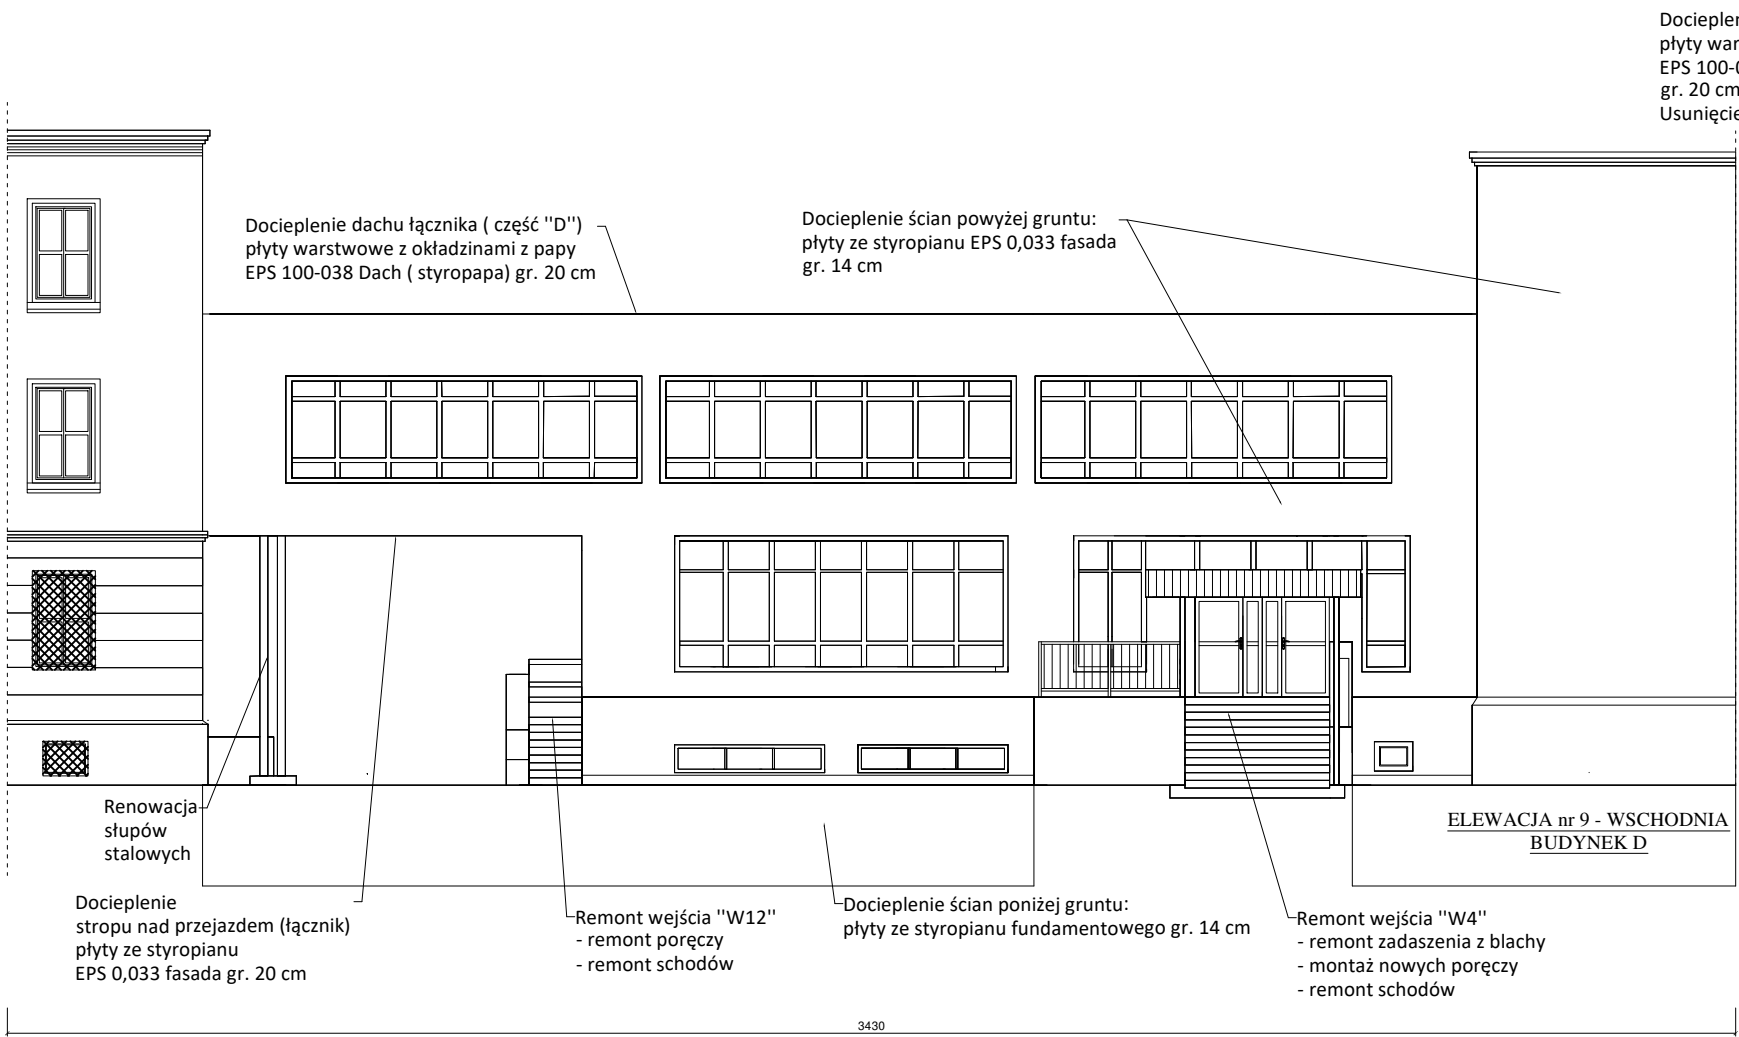 Docieplenie dachu łącznika ( część "D")
płyty warstwowe z okładzinami z papy
EPS 100-038 Dach ( styropapa) gr. 20 cm
Docieplenie ścian powyżej gruntu:
płyty ze styropianu EPS 0,033 fasada
gr. 14 cm
gr. 20 cm
Renowacja
słupów
stalowych
ELEWACJA nr 9 - WSCHODNIA
BUDYNEK D
Docieplenie
stropu nad przejazdem (łącznik)
płyty ze styropianu
EPS 0,033 fasada gr. 20 cm
Remont wejścia "W12"
- remont poręczy
- remont schodów
Docieplenie ścian poniżej gruntu:
płyty ze styropianu fundamentowego gr. 14 cm
Remont wejścia "W4"
- remont zadaszenia z blachy
- montaż nowych poręczy
- remont schodów
3430